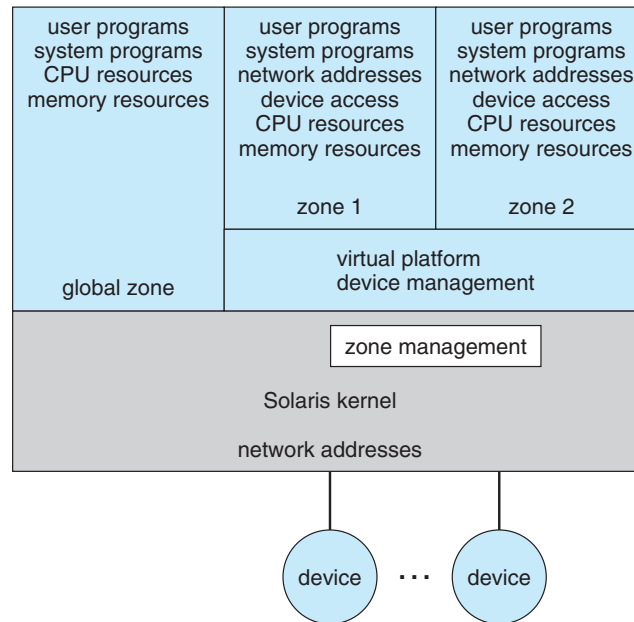 user programs
system programs
CPU resources
memory resources
global zone
user programs
system programs
network addresses
device access
CPU resources
memory resources
zone 1
user programs
system programs
network addresses
device access
CPU resources
memory resources
zone 2
virtual platform
device management
zone management
Solaris kernel
network addresses
device
...
device